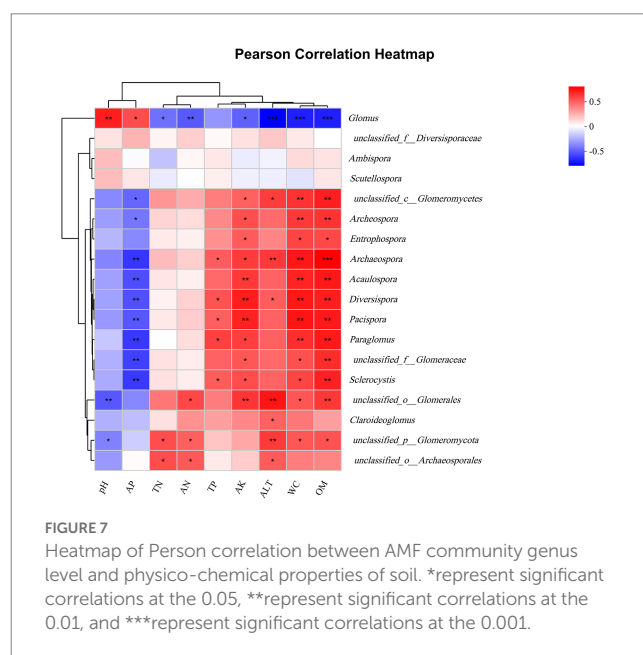 Pearson Correlation Heatmap
** * * ** * *** *** *** Glomus
unclassified_f__Diversisporaceae
Ambispora
Scutellospora
* * * ** ** unclassified_c__Glomeromycetes
* * ** ** Archeospora
* * * Entrophospora
** * * ** ** *** Archaeospora
** ** ** ** Acaulospora
** * ** * ** ** Diversispora
** * ** ** ** Pacispora
** * * ** ** Paraglomus
** * * ** unclassified_f__Glomeraceae
** * * * ** Sclerocystis
** * ** ** * ** unclassified_o__Glomerales
* Claroideoglomus
* * * ** * * unclassified_p__Glomeromycota
* * * unclassified_o__Archaeosporales
pH AP TN AN TP AK ALT WC OM
0.5
0
-0.5
FIGURE 7
Heatmap of Person correlation between AMF community genus
level and physico-chemical properties of soil. *represent significant
correlations at the 0.05, **represent significant correlations at the
0.01, and ***represent significant correlations at the 0.001.